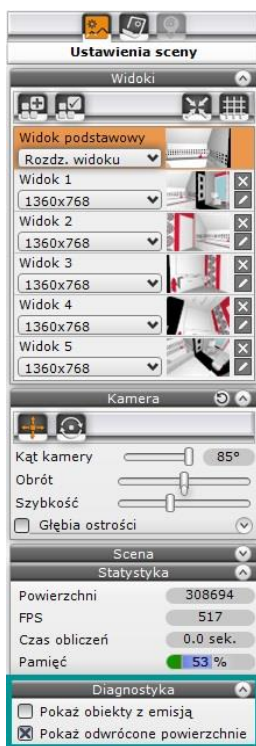 Ustawienia sceny
Widoki
Widok podstawowy
Rozdz. widoku
Widok 1
1360x768
Widok 2
1360x768
Widok 3
1360x768
Widok 4
1360x768
Widok 5
1360x768
Kamera
Kąt kamery 85°
Obrót
Szybkość
Głębia ostrości
Scena
Statystyka
Powierzchni 308694
FPS 517
Czas obliczeń 0.0 sek.
Pamięć 53 %
Diagnostyka
Pokaż obiekty z emisją
Pokaż odwrócone powierzchnie